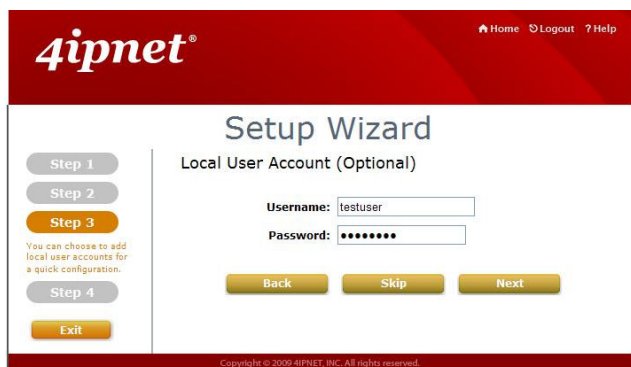 4ipnet®
Home Logout ? Help
Setup Wizard
Step 1
Step 2
Step 3
You can choose to add
local user accounts for
a quick configuration.
Step 4
Exit
Local User Account (Optional)
Username: testuser
Password: ••••••••
Back Skip Next
Copyright © 2009 4IPNET, INC. All rights reserved.